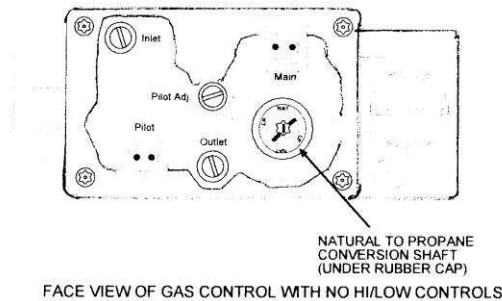 Inlet
Main
Pilot Adj.
NAT
Pilot
Outlet
NATURAL TO PROPANE
CONVERSION SHAFT
(UNDER RUBBER CAP)
FACE VIEW OF GAS CONTROL WITH NO HI/LOW CONTROLS